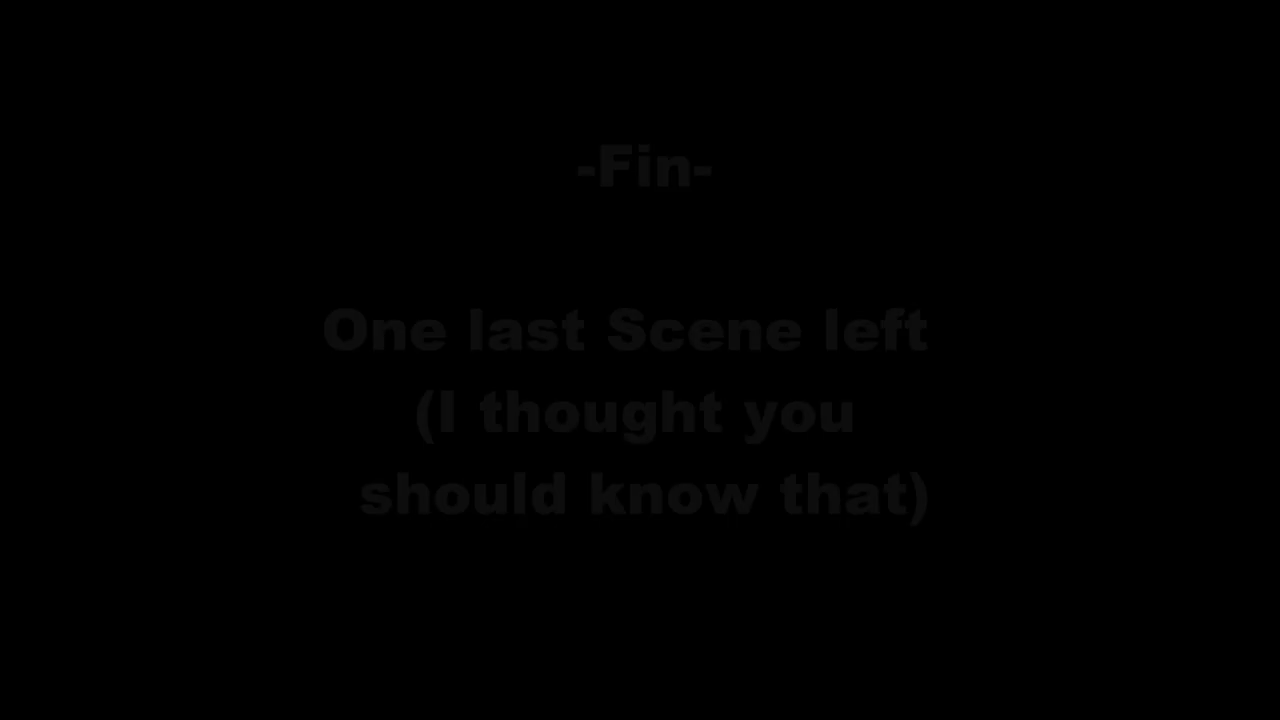 -Fin-
One last Scene left
(I thought you
should know that)